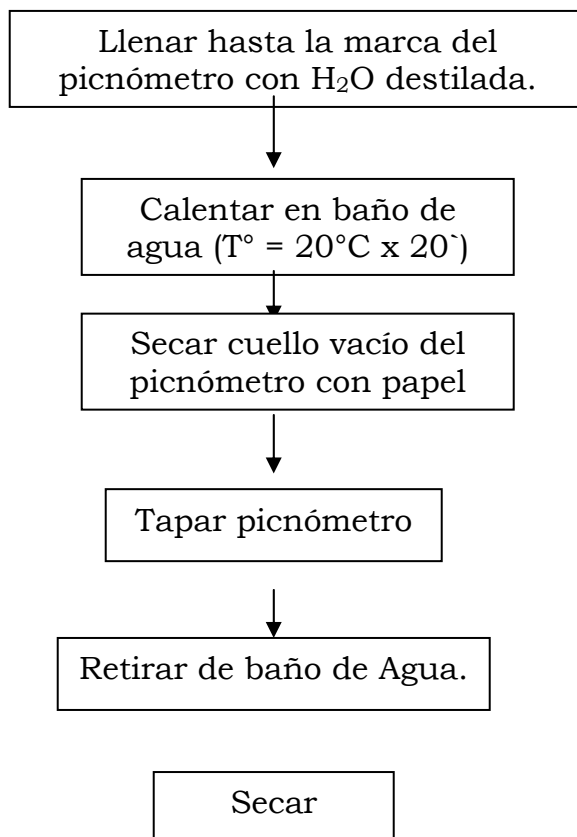 Llenar hasta la marca del
picnómetro con H₂O destilada.
Calentar en baño de
agua (T° = 20°C x 20`)
Secar cuello vacío del
picnómetro con papel
Tapar picnómetro
Retirar de baño de Agua.
Secar